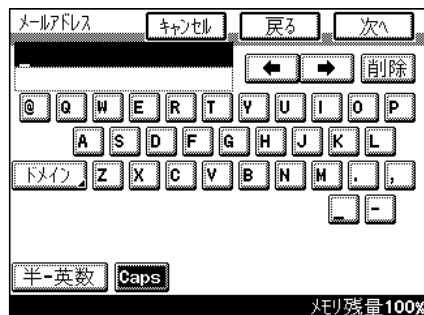 メールアドレス キャンセル 戻る 次へ
_
← → 削除
@ Q W E R T Y U I O P
A S D F G H J K L
ドメイン Z X C V B N M . ,
_ -
半-英数 Caps
メモリ残量100%